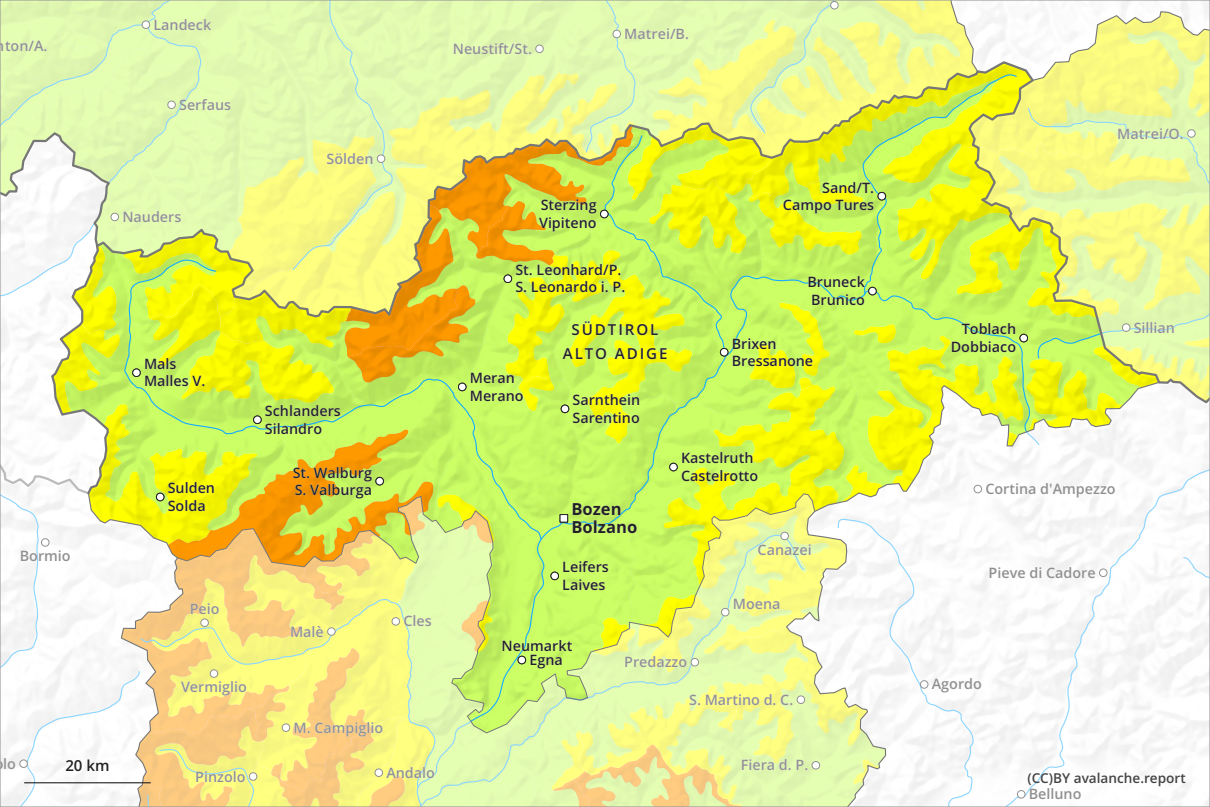 Landeck
nton/A.
Neustift/St.
Matrei/B.
Serfaus
Matrei/O.
Sölden
Sand/T.
Campo Tures
Nauders
Sterzing
Vipiteno
St. Leonhard/P.
S. Leonardo i. P.
Bruneck
Brunico
SÜDTIROL
ALTO ADIGE
Toblach
Dobbiaco
Sillian
Brixen
Bressanone
Mals
Malles V.
Meran
Merano
Sarnthein
Sarentino
Schlanders
Silandro
Kastelruth
Castelrotto
St. Walburg
S. Valburga
Sulden
Solda
Cortina d'Ampezzo
Bozen
Bolzano
Bormio
Canazei
Leifers
Laives
Pieve di Cadore
Peio
Moena
Cles
Malè
Neumarkt
Egna
Predazzo
Vermiglio
Agordo
S. Martino d. C.
M. Campiglio
olo
20 km
Pinzolo
Andalo
Fiera d. P.
(CC)BY avalanche.report
Belluno